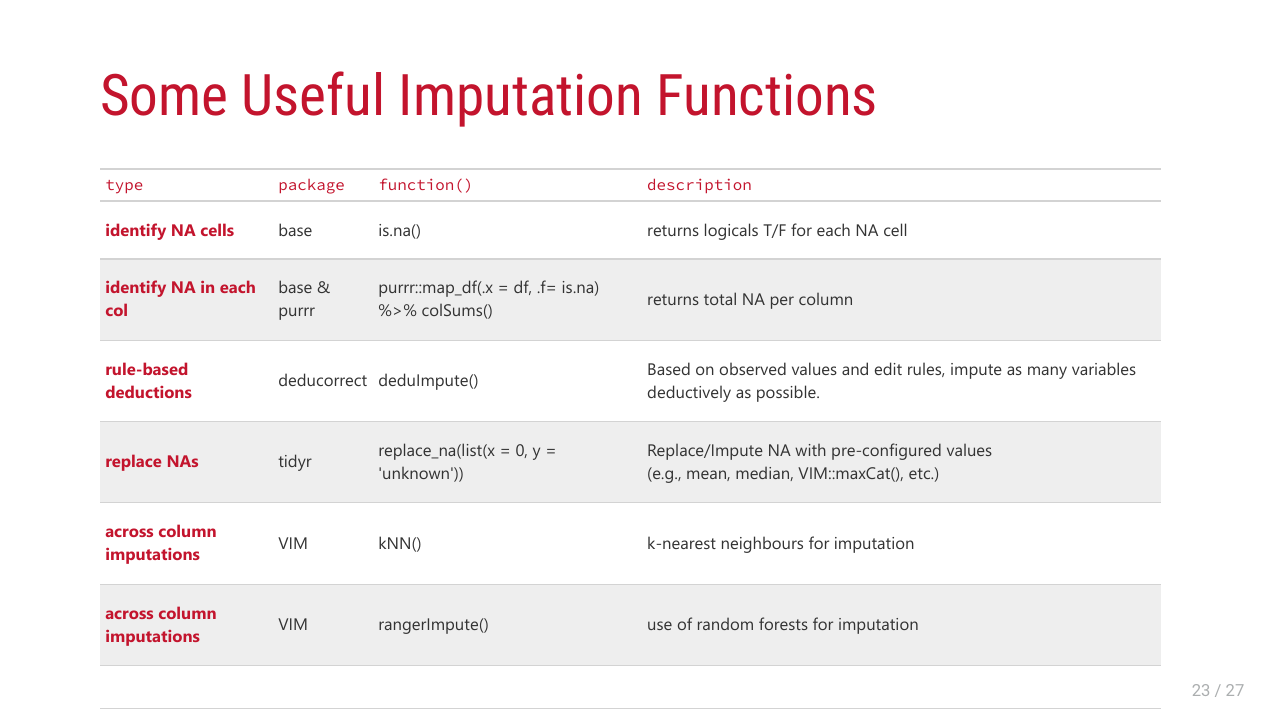 Some Useful Imputation Functions
type package function() description
identify NA cells base is.na() returns logicals T/F for each NA cell
identify NA in each
col
base &
purrr
purrr::map_df(.x = df, .f= is.na)
%>% colSums()
returns total NA per column
rule-based
deductions
deducorrect deduImpute()
Based on observed values and edit rules, impute as many variables
deductively as possible.
replace NAs tidyr
replace_na(list(x = 0, y =
'unknown'))
Replace/Impute NA with pre-configured values
(e.g., mean, median, VIM::maxCat(), etc.)
across column
imputations
VIM kNN() k-nearest neighbours for imputation
across column
imputations
VIM rangerImpute() use of random forests for imputation
23 / 27